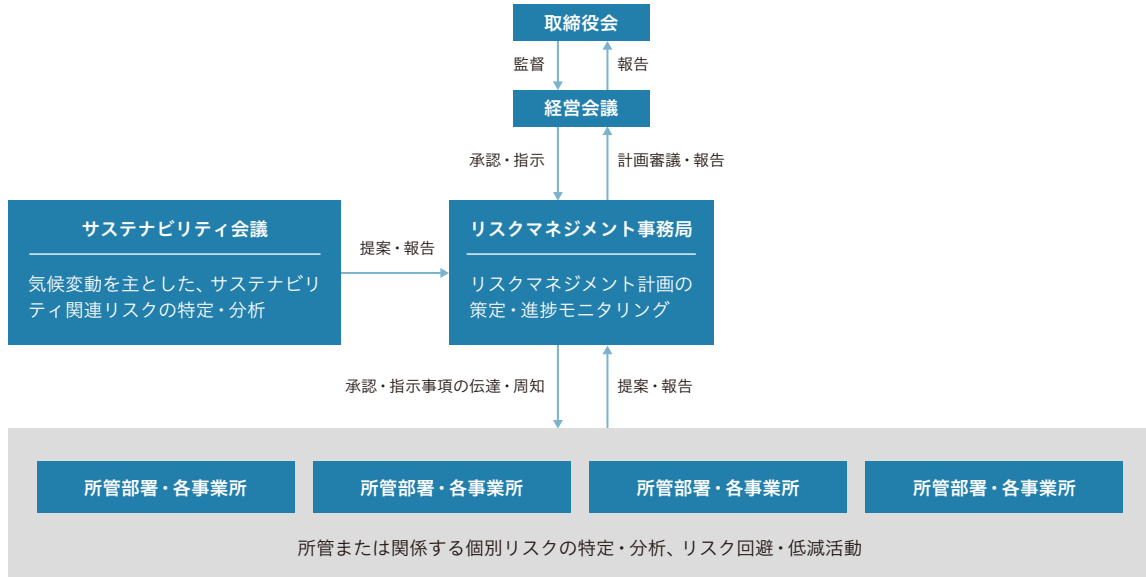 取締役会
監督
報告
経営会議
承認・指示
計画審議・報告
サステナビリティ会議
気候変動を主とした、サステナビリ
ティ関連リスクの特定・分析
提案・報告
リスクマネジメント事務局
リスクマネジメント計画の
策定・進捗モニタリング
承認・指示事項の伝達・周知
提案・報告
所管部署・各事業所
所管部署・各事業所
所管部署・各事業所
所管部署・各事業所
所管または関係する個別リスクの特定・分析、リスク回避・低減活動